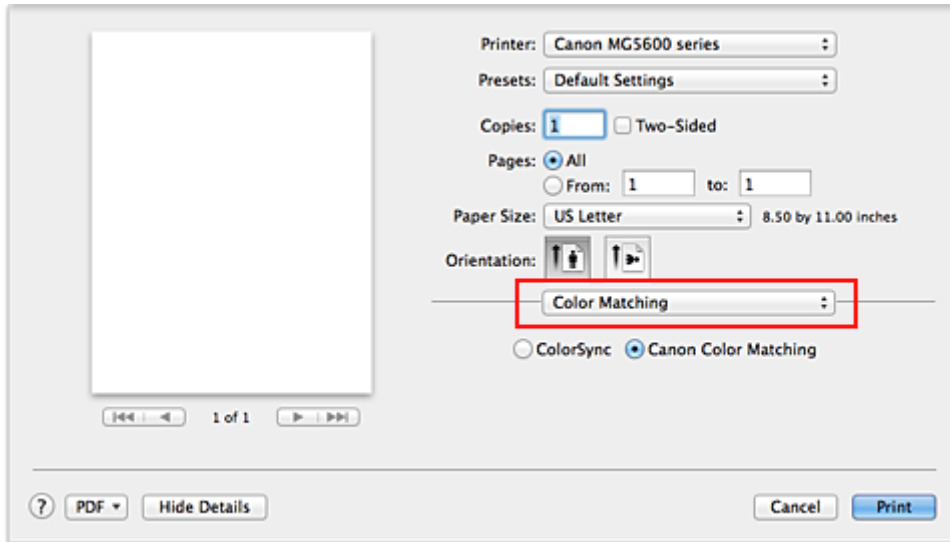 Printer: Canon MG5600 series
Presets: Default Settings
Copies: 1 Two-Sided
Pages: All
From: 1 to: 1
Paper Size: US Letter 8.50 by 11.00 inches
Orientation:
Color Matching
ColorSync Canon Color Matching
1 of 1
? PDF Hide Details Cancel Print